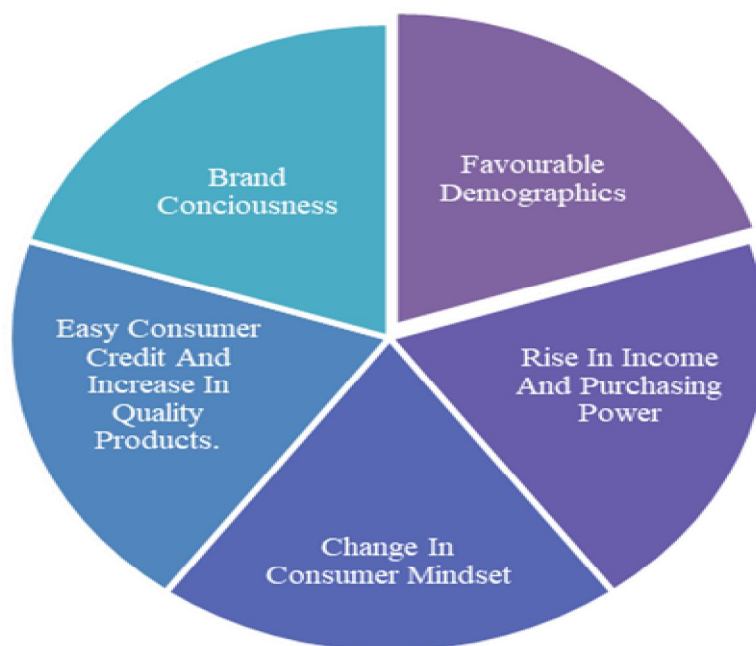 Favourable
Demographics
Rise In Income
And Purchasing
Power
Change In
Consumer Mindset
Easy Consumer
Credit And
Increase In
Quality
Products.
Brand
Conciousness